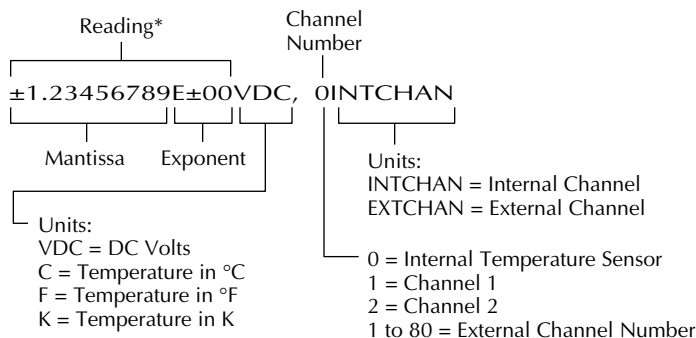 Channel
Reading*
Number
±1.23456789E±00VDC, 0INTCHAN
Mantissa Exponent
Units:
INTCHAN = Internal Channel
EXTCHAN = External Channel
Units:
VDC = DC Volts
C = Temperature in °C
F = Temperature in °F
K = Temperature in K
0 = Internal Temperature Sensor
1 = Channel 1
2 = Channel 2
1 to 80 = External Channel Number